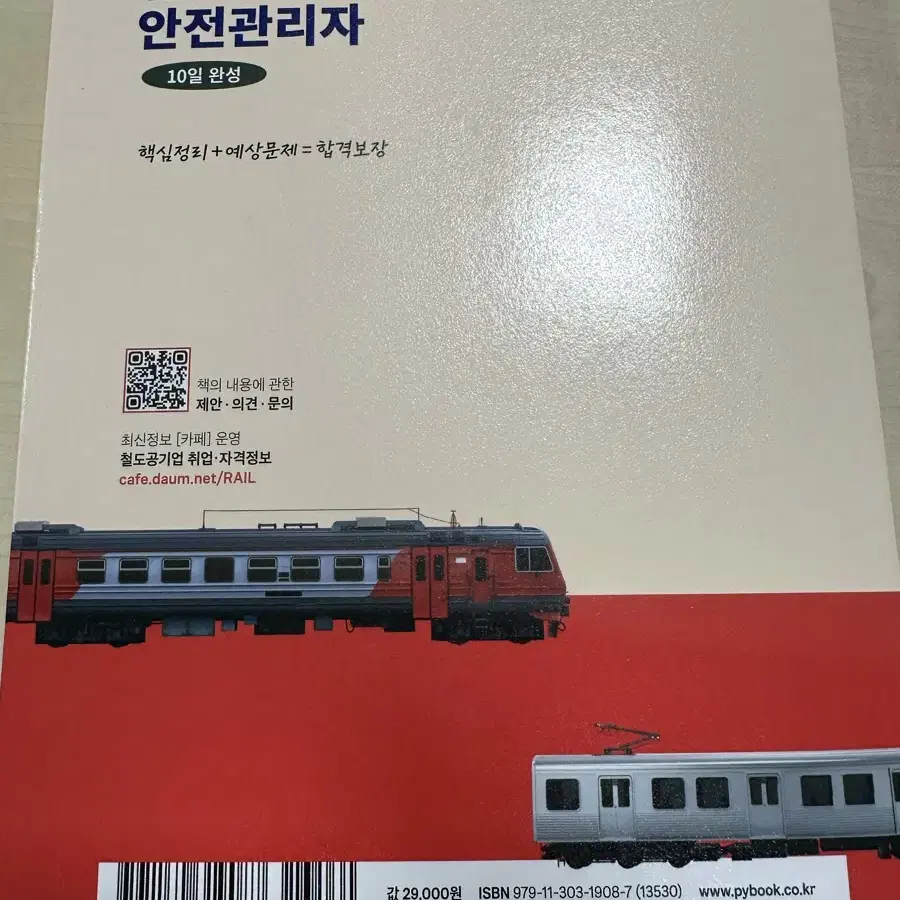 안전관리자
10일 완성
핵심정리+예상문제=합격보장
책의 내용에 관한
제안·의견·문의
최신정보 [카페] 운영
철도공기업 취업·자격정보
cafe.daum.net/RAIL
값 29,000원 ISBN 979-11-303-1908-7 (13530) www.pybook.co.kr